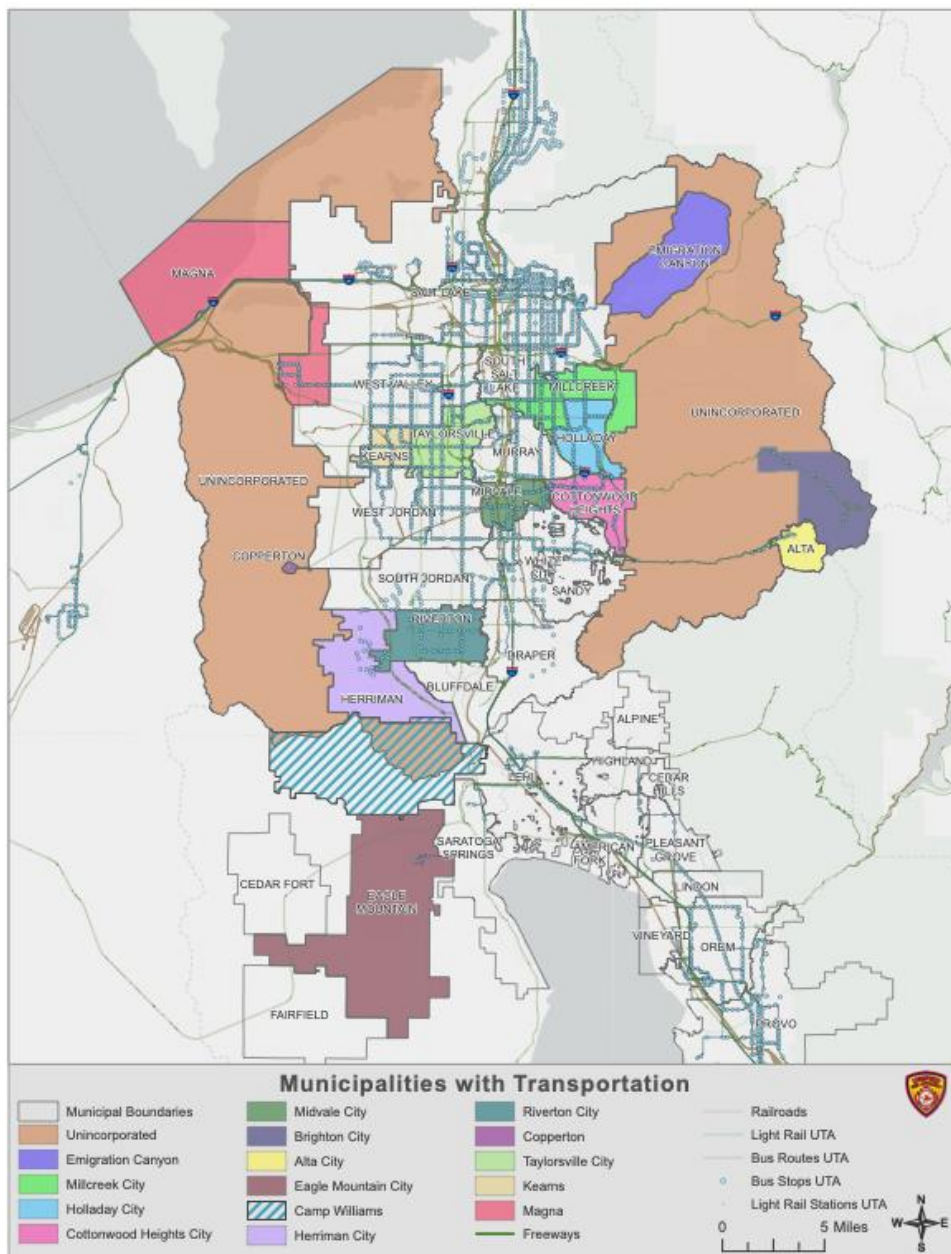 EMIGRATION
CANYON
MAGNA
SALT LAKE
SOUTH
SALT
LAKE
WEST VALLEY
MILLCREEK
UNINCORPORATED
TAYLORSVILLE
HOLLADAY
KEARNS
MURRAY
UNINCORPORATED
MIDVALE
COTTONWOOD
HEIGHTS
WEST JORDAN
COPPERTON
ALTA
WHITE
CITY
SOUTH JORDAN
SANDY
RIVERTON
DRAPER
BLUFFDALE
HERRIMAN
ALPINE
HIGHLAND
LEHI
CEDAR
HILLS
SARATOGA
SPRINGS
AMERICAN
FORK
PLEASANT
GROVE
CEDAR FORT
EAGLE
MOUNTAIN
LINDON
VINEYARD
OREM
FAIRFIELD
PROVO
Municipalities with Transportation
Municipal Boundaries
Unincorporated
Emigration Canyon
Millcreek City
Holladay City
Cottonwood Heights City
Midvale City
Brighton City
Alta City
Eagle Mountain City
Camp Williams
Herriman City
Riverton City
Copperton
Taylorsville City
Kearns
Magna
Freeways
Railroads
Light Rail UTA
Bus Routes UTA
Bus Stops UTA
Light Rail Stations UTA
0 5 Miles
N
W E
S